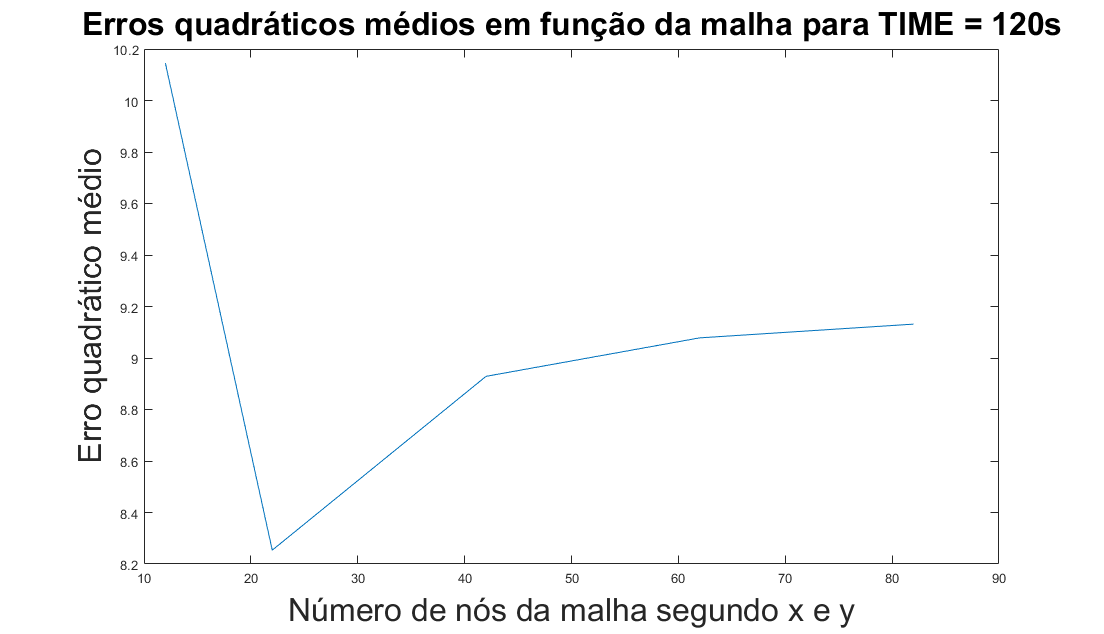 Erros quadráticos médios em função da malha para TIME = 120s
10.2
10
9.8
9.6
9.4
9.2
9
8.8
8.6
8.4
8.2
Erro quadrático médio
10 20 30 40 50 60 70 80 90
Número de nós da malha segundo x e y